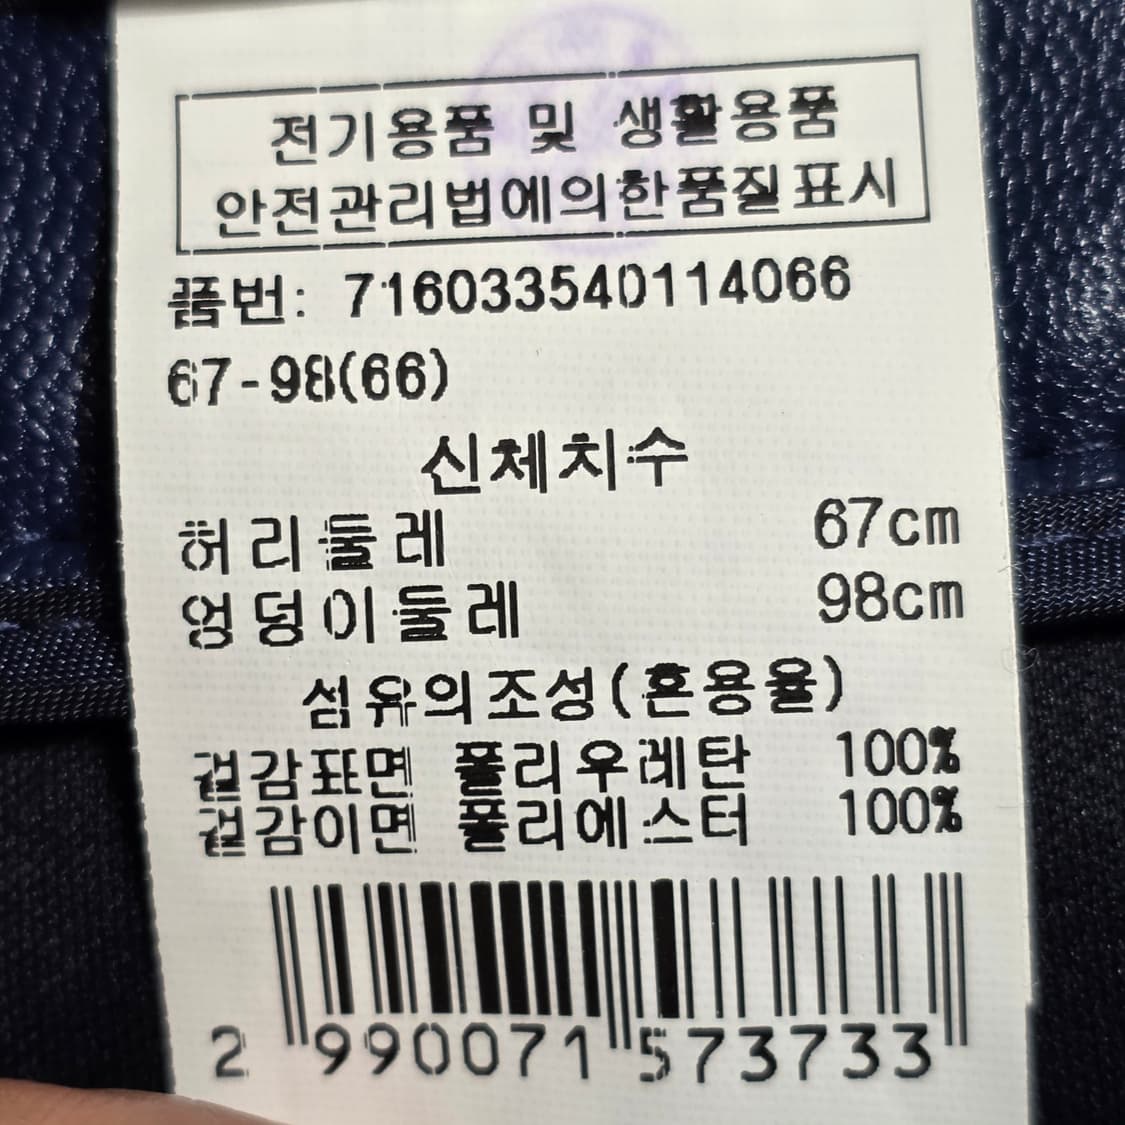 전기용품 및 생활용품
안전관리법에의한품질표시
품번: 716033540114066
67-98(66)
신체치수
허리둘레 67cm
엉덩이둘레 98cm
섬유의조성(혼용율)
겉감표면 폴리우레탄 100%
겉감이면 폴리에스터 100%
2 990071 573733